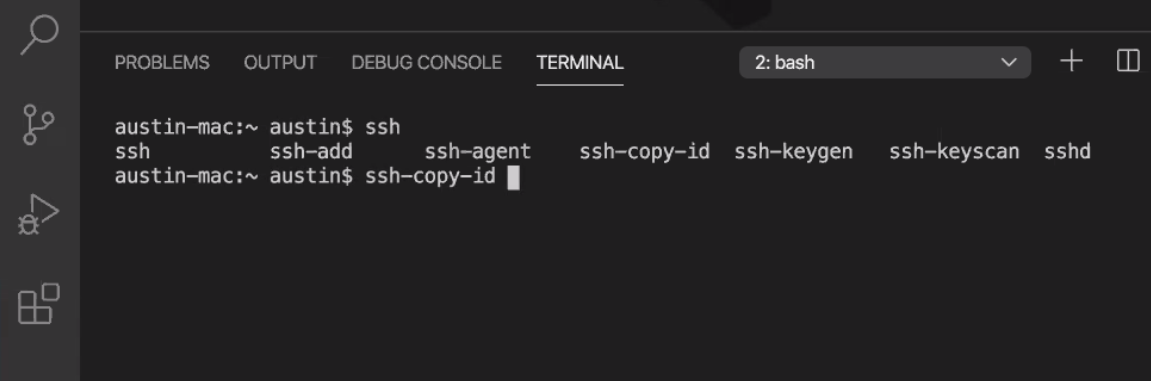 PROBLEMS OUTPUT DEBUG CONSOLE TERMINAL 2: bash
austin-mac:~ austin$ ssh
ssh ssh-add ssh-agent ssh-copy-id ssh-keygen ssh-keyscan sshd
austin-mac:~ austin$ ssh-copy-id